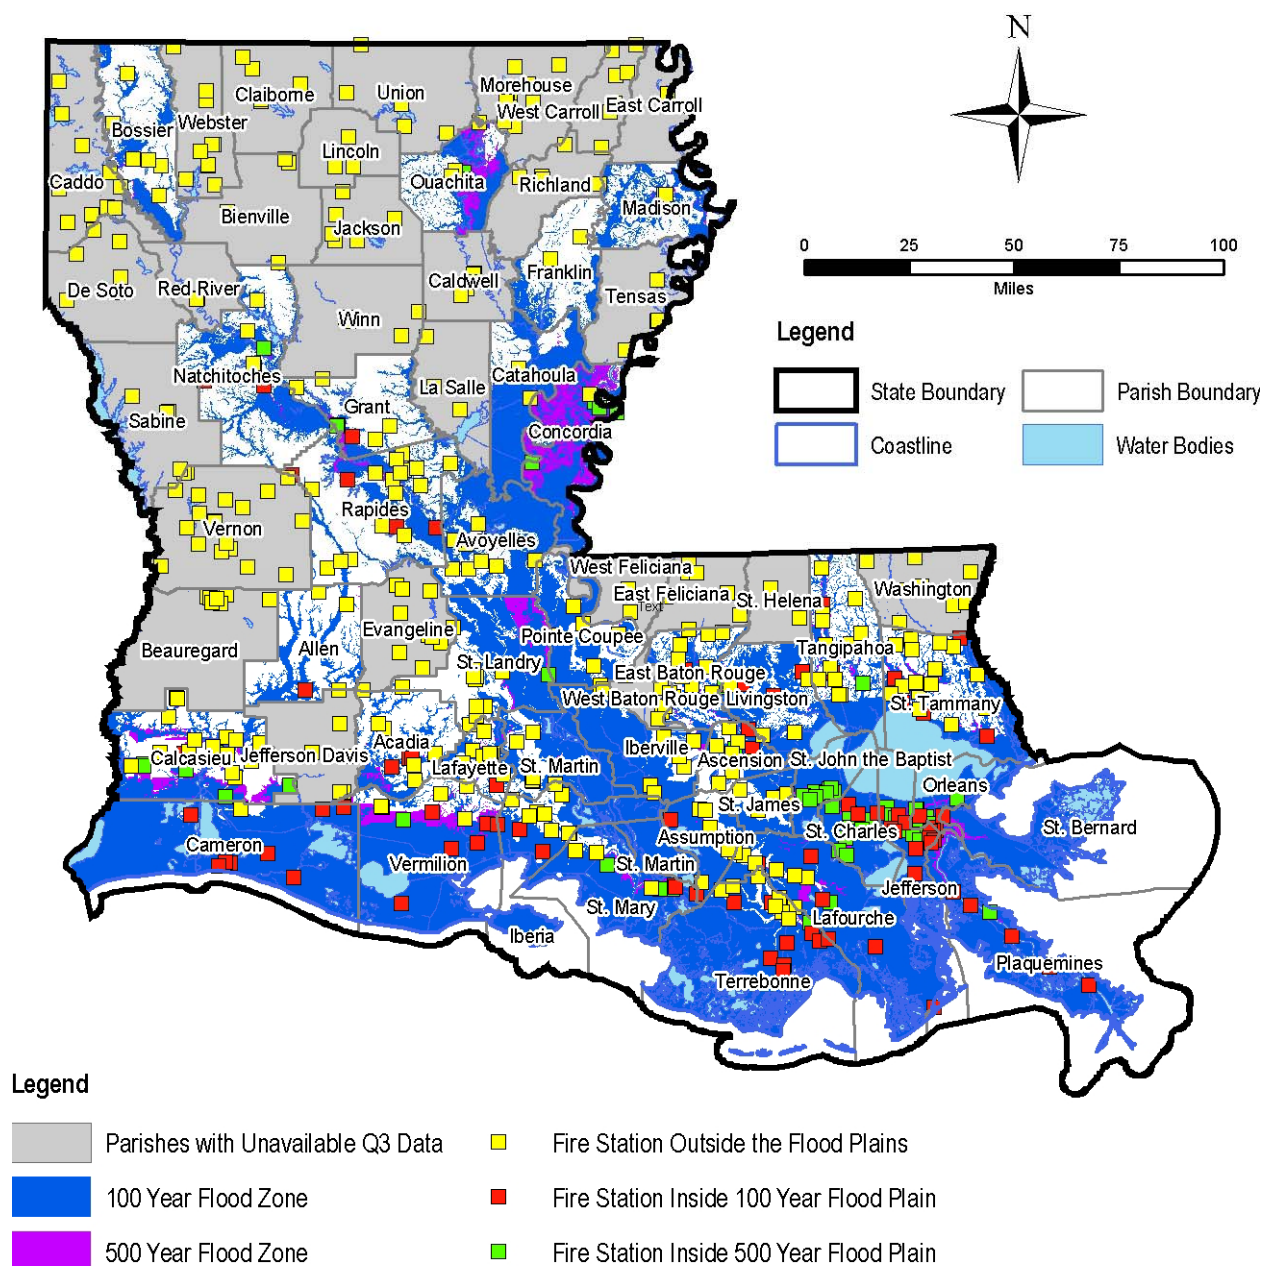 N
0 25 50 75 100
Miles
Legend
State Boundary
Parish Boundary
Coastline
Water Bodies
Claiborne
Union
Morehouse
West Carroll
East Carroll
Bossier
Webster
Lincoln
Caddo
Ouachita
Richland
Madison
Bienville
Jackson
De Soto
Red River
Caldwell
Franklin
Tensas
Winn
Natchitoches
La Salle
Catahoula
Sabine
Grant
Concordia
Rapides
Vernon
Avoyelles
West Feliciana
East Feliciana
St. Helena
Washington
Text
Evangeline
Pointe Coupee
Beauregard
Allen
St. Landry
Tangipahoa
East Baton Rouge
West Baton Rouge
Livingston
St. Tammany
Calcasieu
Jefferson Davis
Acadia
Lafayette
St. Martin
Iberville
Ascension
St. John the Baptist
Orleans
St. James
St. Charles
St. Bernard
Assumption
Cameron
Vermilion
St. Martin
Jefferson
St. Mary
Lafourche
Iberia
Plaquemines
Terrebonne
Legend
Parishes with Unavailable Q3 Data
Fire Station Outside the Flood Plains
100 Year Flood Zone
Fire Station Inside 100 Year Flood Plain
500 Year Flood Zone
Fire Station Inside 500 Year Flood Plain